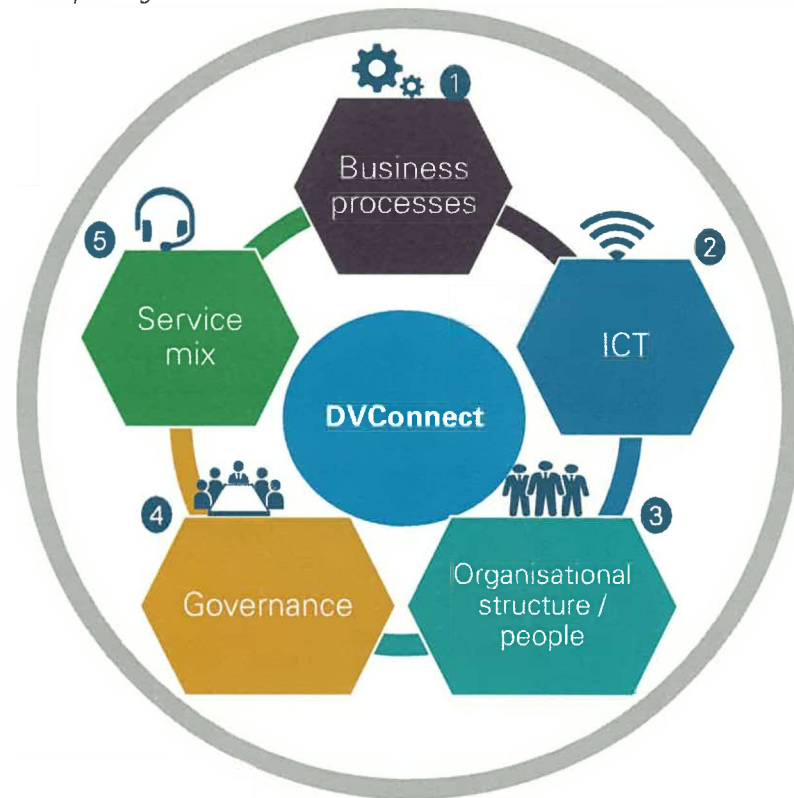 1
Business
processes
2
ICT
3
Organisational
structure /
people
4
Governance
5
Service
mix
DVConnect